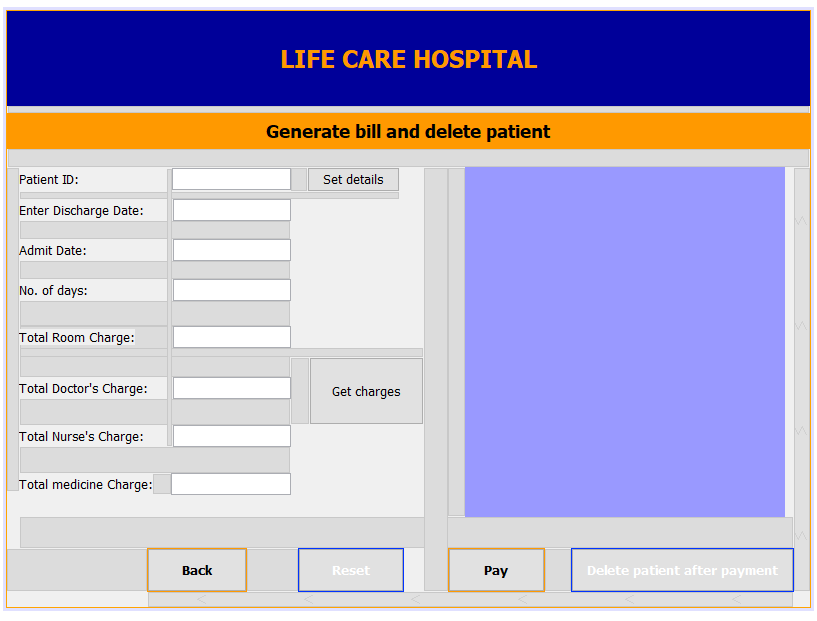 LIFE CARE HOSPITAL
Generate bill and delete patient
Patient ID:
Set details
Enter Discharge Date:
Admit Date:
No. of days:
Total Room Charge:
Total Doctor's Charge:
Get charges
Total Nurse's Charge:
Total medicine Charge:
Back
Reset
Pay
Delete patient after payment